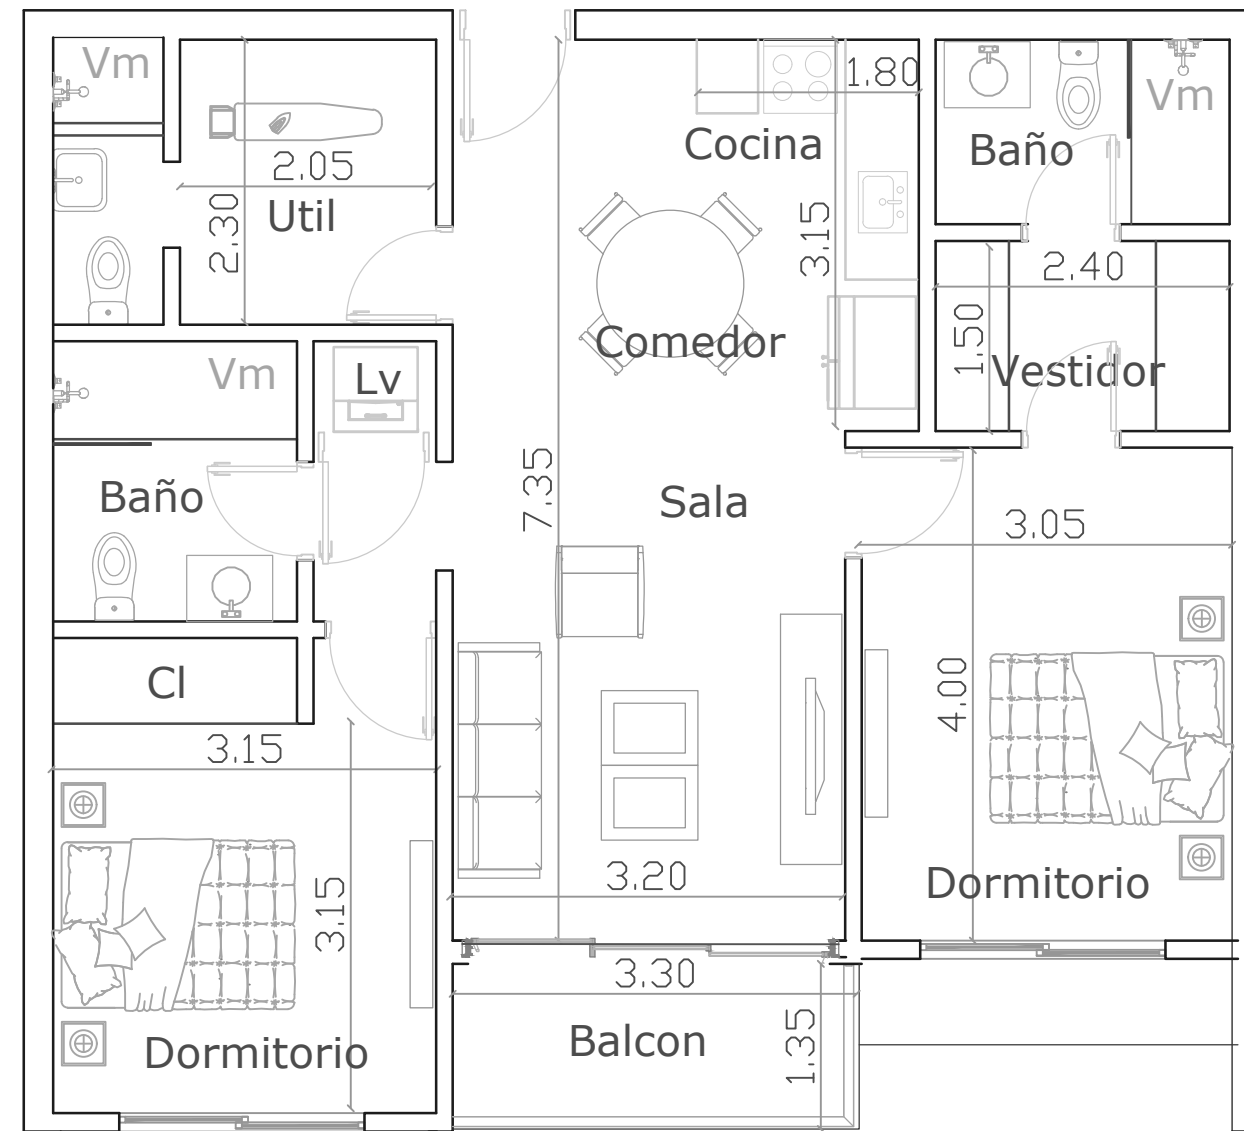 Vm
1.80
Vm
Cocina
Baño
2.05
Util
2.30
3.15
2.40
Comedor
1.50
Vestidor
Vm
Lv
7.35
Baño
Sala
3.05
Cl
4.00
3.15
3.20
Dormitorio
3.15
3.30
Balcon
1.35
Dormitorio